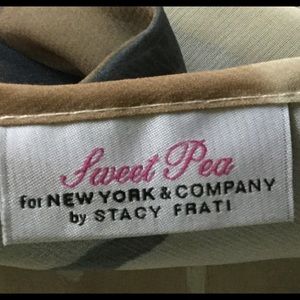 Sweet Pea
for NEW YORK & COMPANY
by STACY FRATI